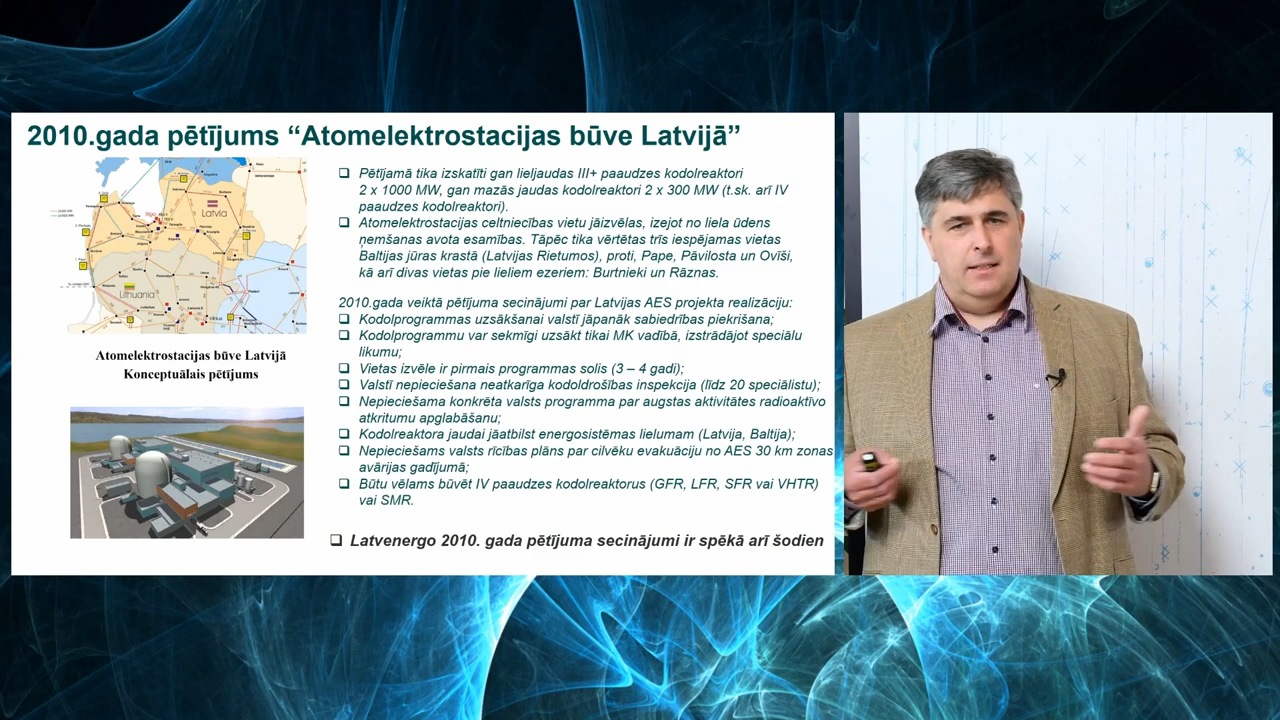 2010.gada pētījums “Atomelektrostacijas būve Latvijā”
Latvia
Lithuania
Atomelektrostacijas būve Latvijā
Konceptuālais pētījums
❑ Pētījamā tika izskatīti gan lieljaudas III+ paaudzes kodolreaktori
2 x 1000 MW, gan mazās jaudas kodolreaktori 2 x 300 MW (t.sk. arī IV
paaudzes kodolreaktori).
❑ Atomelektrostacijas celtniecības vietu jāizvēlas, izejot no liela ūdens
ņemšanas avota esamības. Tāpēc tika vērtētas trīs iespējamas vietas
Baltijas jūras krastā (Latvijas Rietumos), proti, Pape, Pāvilosta un Ovīši,
kā arī divas vietas pie lieliem ezeriem: Burtnieki un Rāznas.
2010.gada veiktā pētījuma secinājumi par Latvijas AES projekta realizāciju:
❑ Kodolprogrammas uzsākšanai valstī jāpanāk sabiedrības piekrišana;
❑ Kodolprogrammu var sekmīgi uzsākt tikai MK vadībā, izstrādājot speciālu
likumu;
❑ Vietas izvēle ir pirmais programmas solis (3 – 4 gadi);
❑ Valstī nepieciešana neatkarīga kodoldrošības inspekcija (līdz 20 speciālistu);
❑ Nepieciešama konkrēta valsts programma par augstas aktivitātes radioaktīvo
atkritumu apglabāšanu;
❑ Kodolreaktora jaudai jāatbilst energosistēmas lielumam (Latvija, Baltija);
❑ Nepieciešams valsts rīcības plāns par cilvēku evakuāciju no AES 30 km zonas
avārijas gadījumā;
❑ Būtu vēlams būvēt IV paaudzes kodolreaktorus (GFR, LFR, SFR vai VHTR)
vai SMR.
❑ Latvenergo 2010. gada pētījuma secinājumi ir spēkā arī šodien